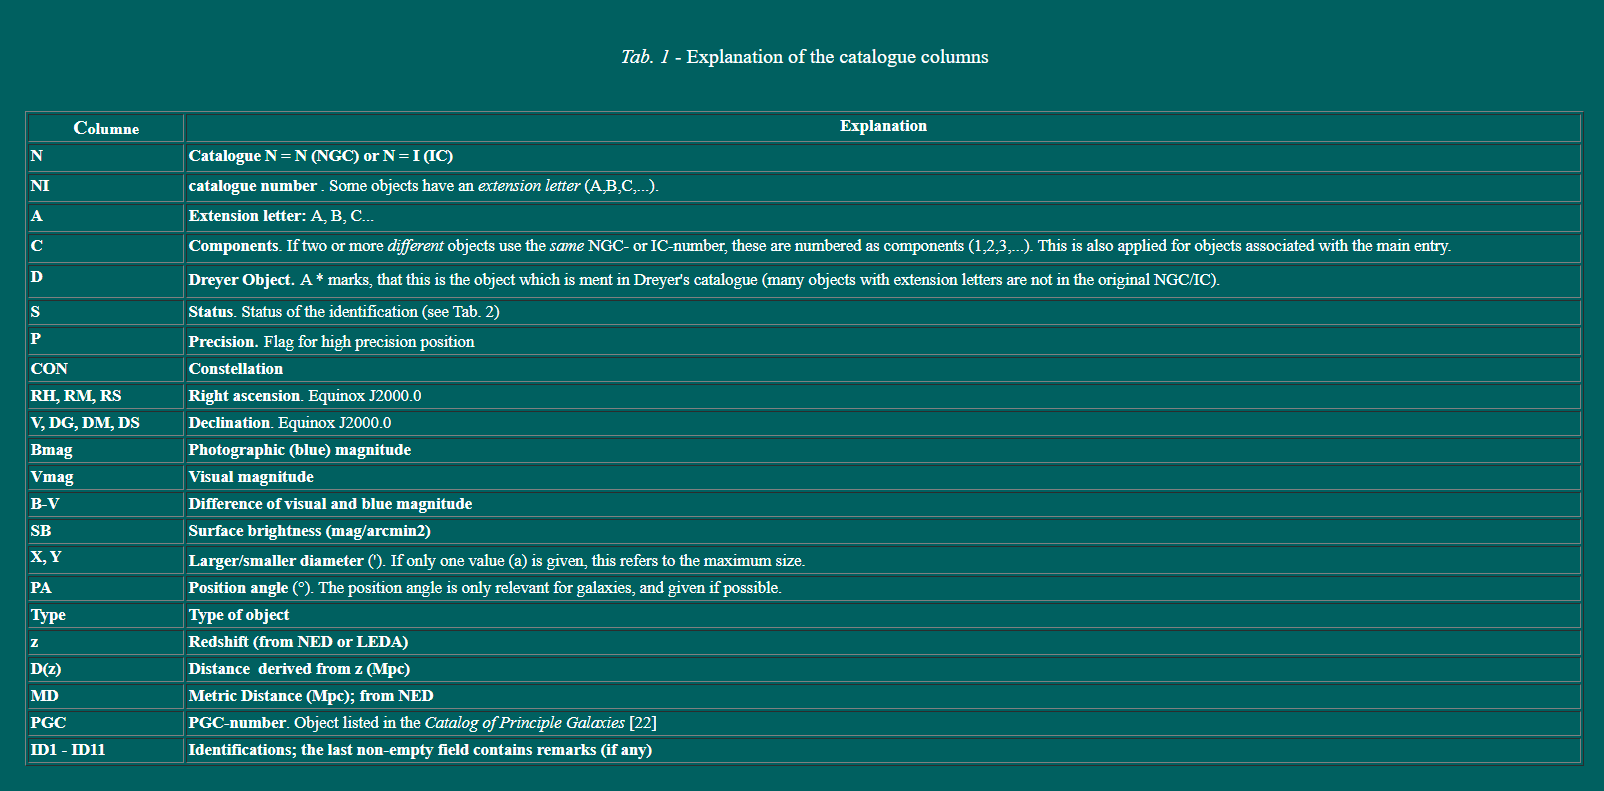 Tab. 1 - Explanation of the catalogue columns
Columne Explanation
N Catalogue N = N (NGC) or N = I (IC)
NI catalogue number . Some objects have an extension letter (A,B,C,...).
A Extension letter: A, B, C...
C Components. If two or more different objects use the same NGC- or IC-number, these are numbered as components (1,2,3,...). This is also applied for objects associated with the main entry.
D Dreyer Object. A * marks, that this is the object which is ment in Dreyer's catalogue (many objects with extension letters are not in the original NGC/IC).
S Status. Status of the identification (see Tab. 2)
P Precision. Flag for high precision position
CON Constellation
RH, RM, RS Right ascension. Equinox J2000.0
V, DG, DM, DS Declination. Equinox J2000.0
Bmag Photographic (blue) magnitude
Vmag Visual magnitude
B-V Difference of visual and blue magnitude
SB Surface brightness (mag/arcmin2)
X, Y Larger/smaller diameter ('). If only one value (a) is given, this refers to the maximum size.
PA Position angle (°). The position angle is only relevant for galaxies, and given if possible.
Type Type of object
z Redshift (from NED or LEDA)
D(z) Distance derived from z (Mpc)
MD Metric Distance (Mpc); from NED
PGC PGC-number. Object listed in the Catalog of Principle Galaxies [22]
ID1 - ID11 Identifications; the last non-empty field contains remarks (if any)